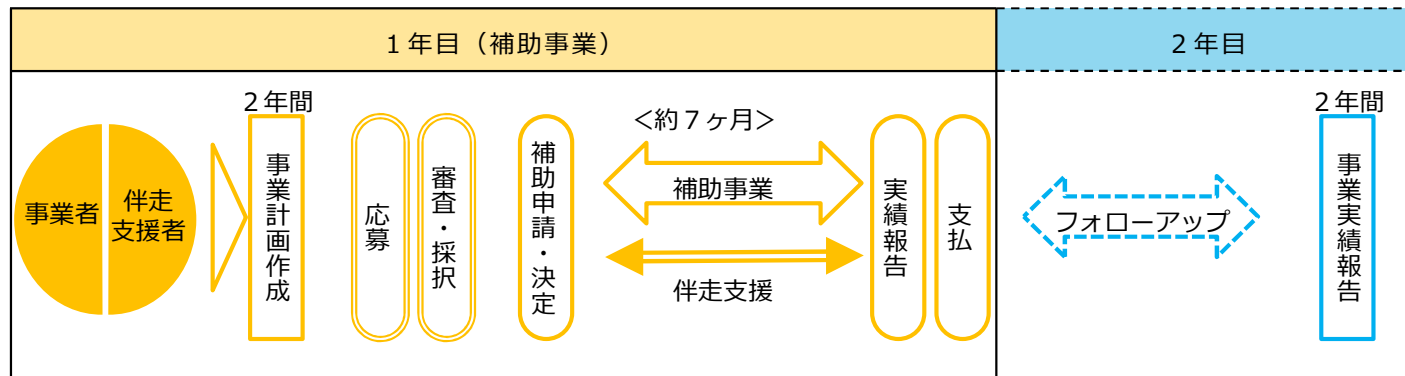 １年目（補助事業）
２年目
事業者
伴走
支援者
２年間
事業計画作成
応募
審査・採択
補助申請・決定
＜約７ヶ月＞
補助事業
伴走支援
実績報告
支払
フォローアップ
２年間
事業実績報告